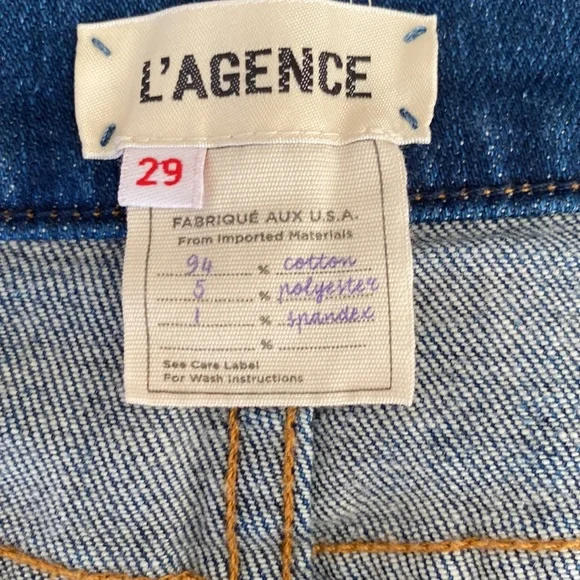 L'AGENCE
29
FABRIQUÉ AUX U.S.A.
From Imported Materials
94 % cotton
5 % polyester
1 % spandex
%
See Care Label
For Wash Instructions